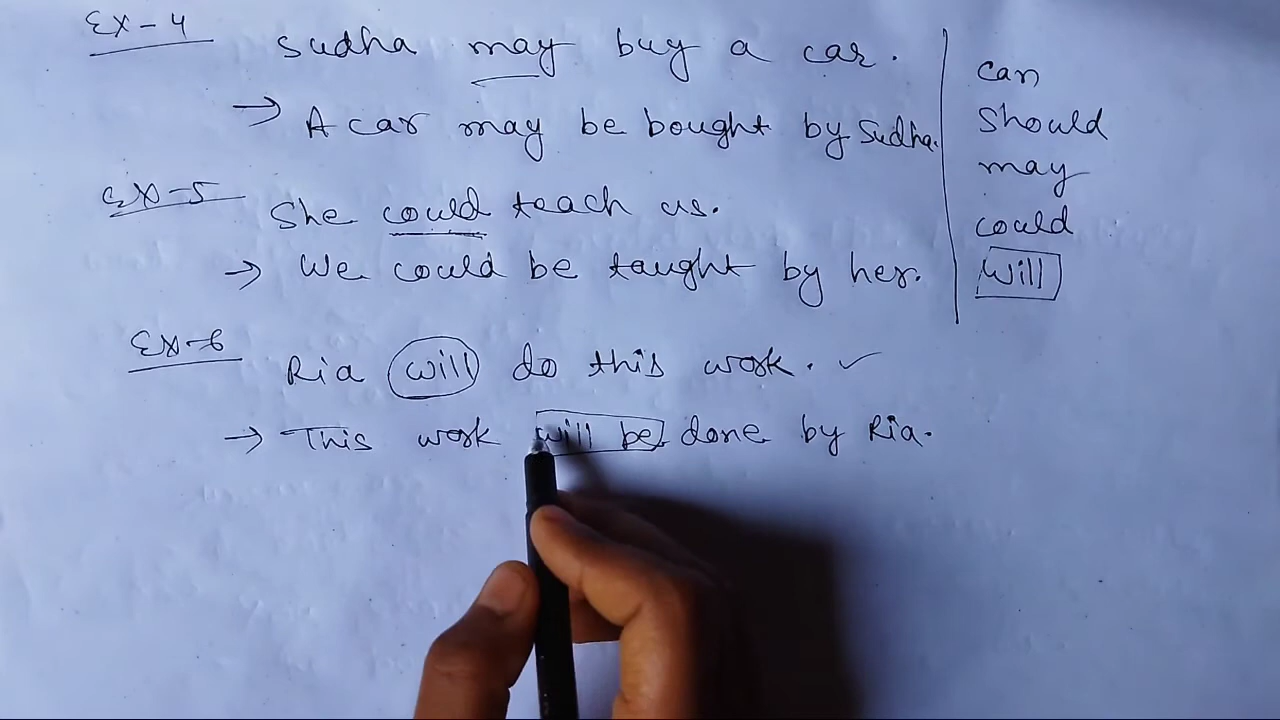 Ex-4 Sudha may buy a car.
→ A car may be bought by Sudha.
Ex-5 She could teach us.
→ We could be taught by her.
Ex-6 Ria will do this work. ✓
→ This work will be done by Ria.
can
should
may
could
will